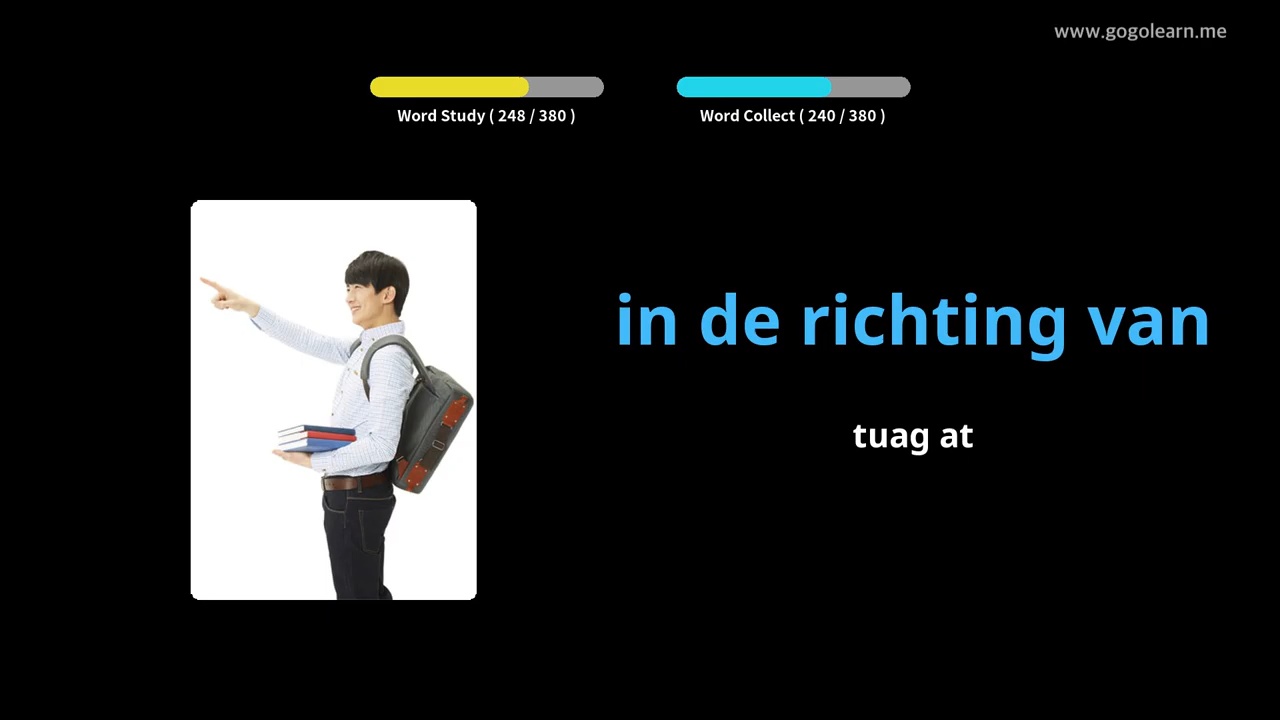 www.gogolearn.me
Word Study ( 248 / 380 )
Word Collect ( 240 / 380 )
in de richting van
tuag at